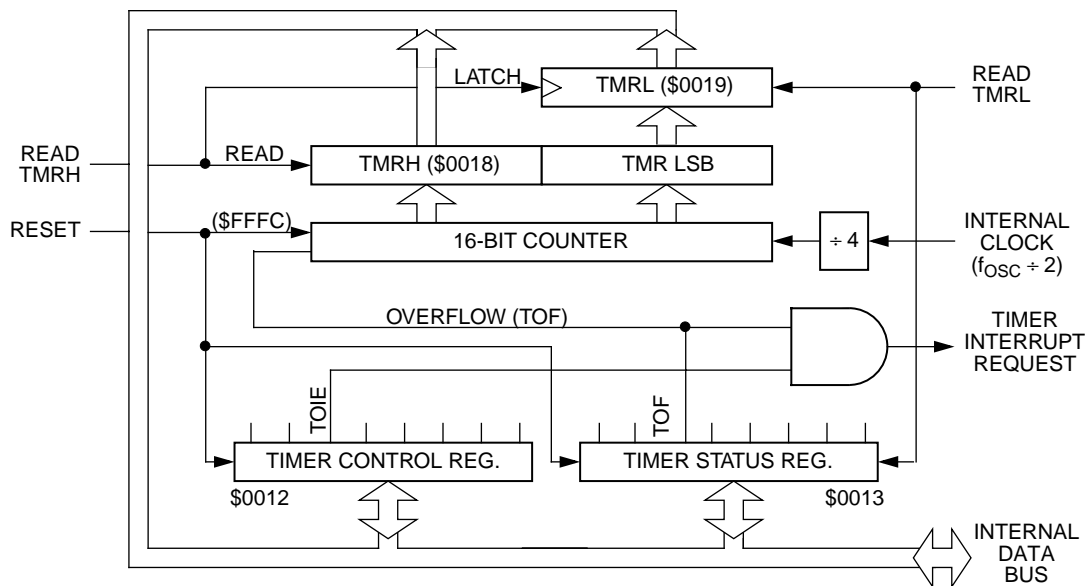 LATCH
TMRL ($0019)
READ
TMRL
READ
TMRH
READ
TMRH ($0018)
TMR LSB
RESET
($FFFC)
16-BIT COUNTER
÷ 4
INTERNAL
CLOCK
(fOSC ÷ 2)
OVERFLOW (TOF)
TIMER
INTERRUPT
REQUEST
TOIE
TOF
TIMER CONTROL REG.
TIMER STATUS REG.
$0012
$0013
INTERNAL
DATA
BUS